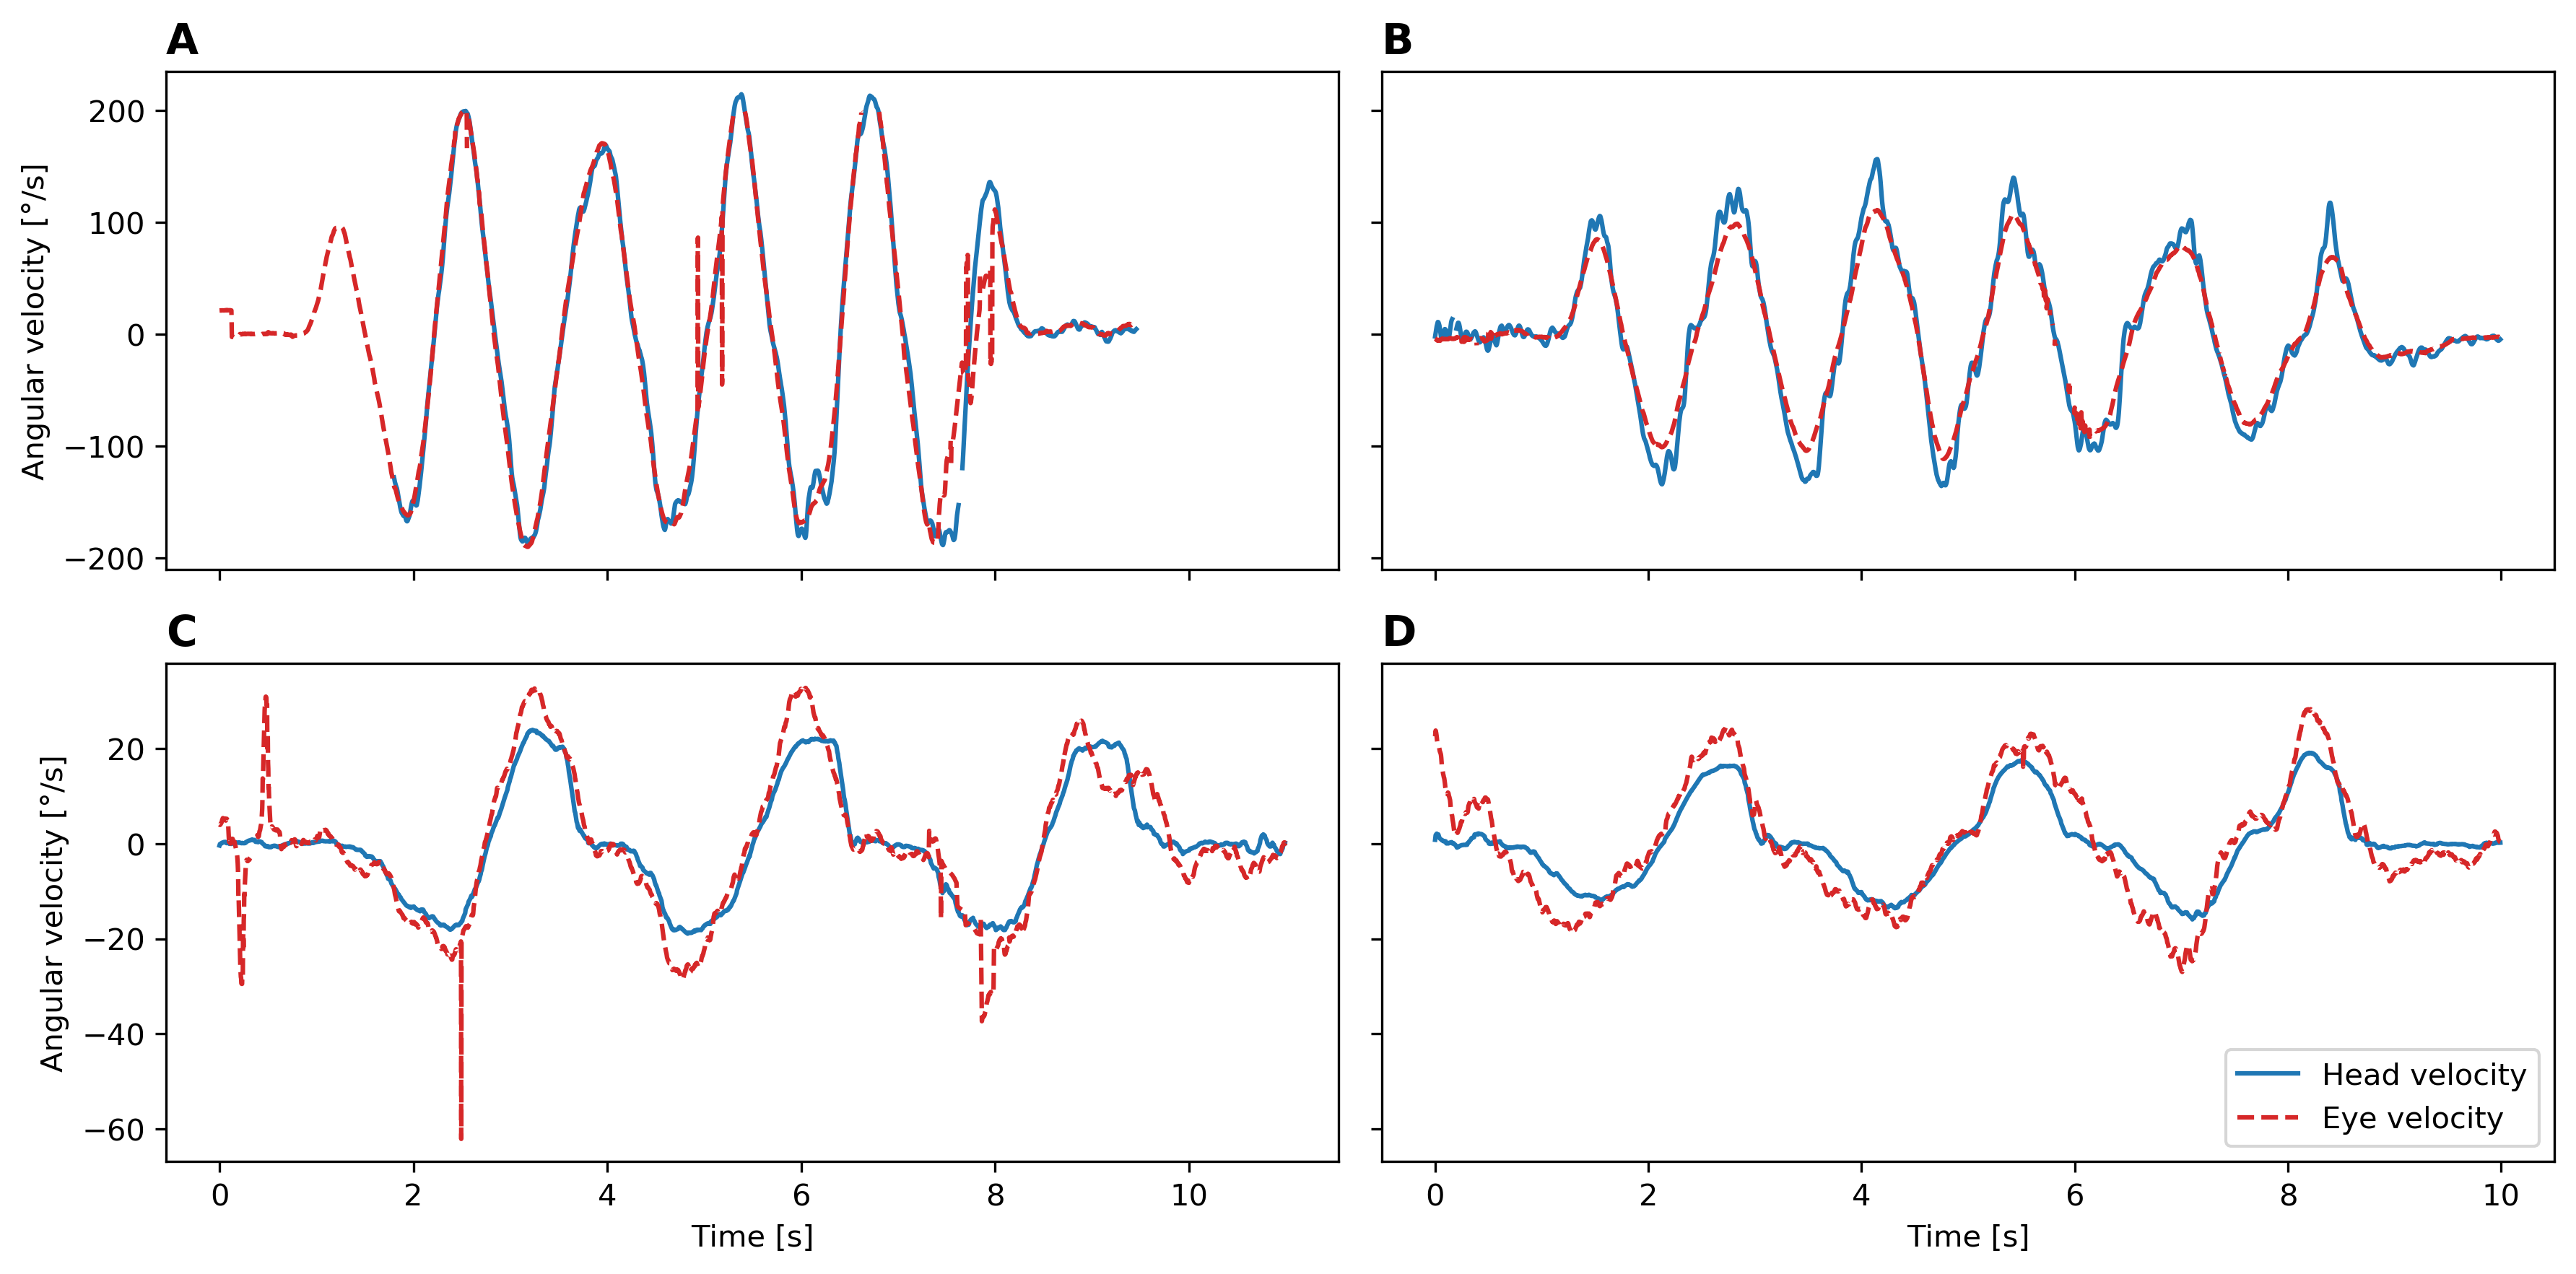 A
B
Angular velocity [°/s]
200
100
0
−100
−200
C
D
Angular velocity [°/s]
20
0
−20
−40
−60
0 2 4 6 8 10
Time [s]
0 2 4 6 8 10
Time [s]
Head velocity
Eye velocity